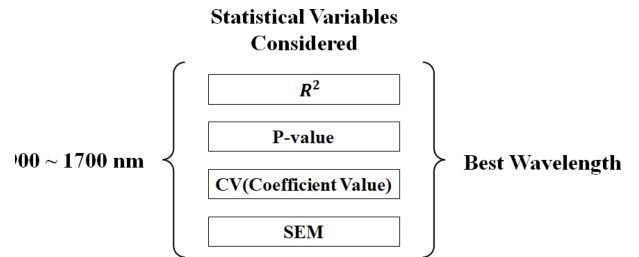 Statistical Variables
Considered
R²
P-value
00 ~ 1700 nm
CV(Coefficient Value)
Best Wavelength
SEM